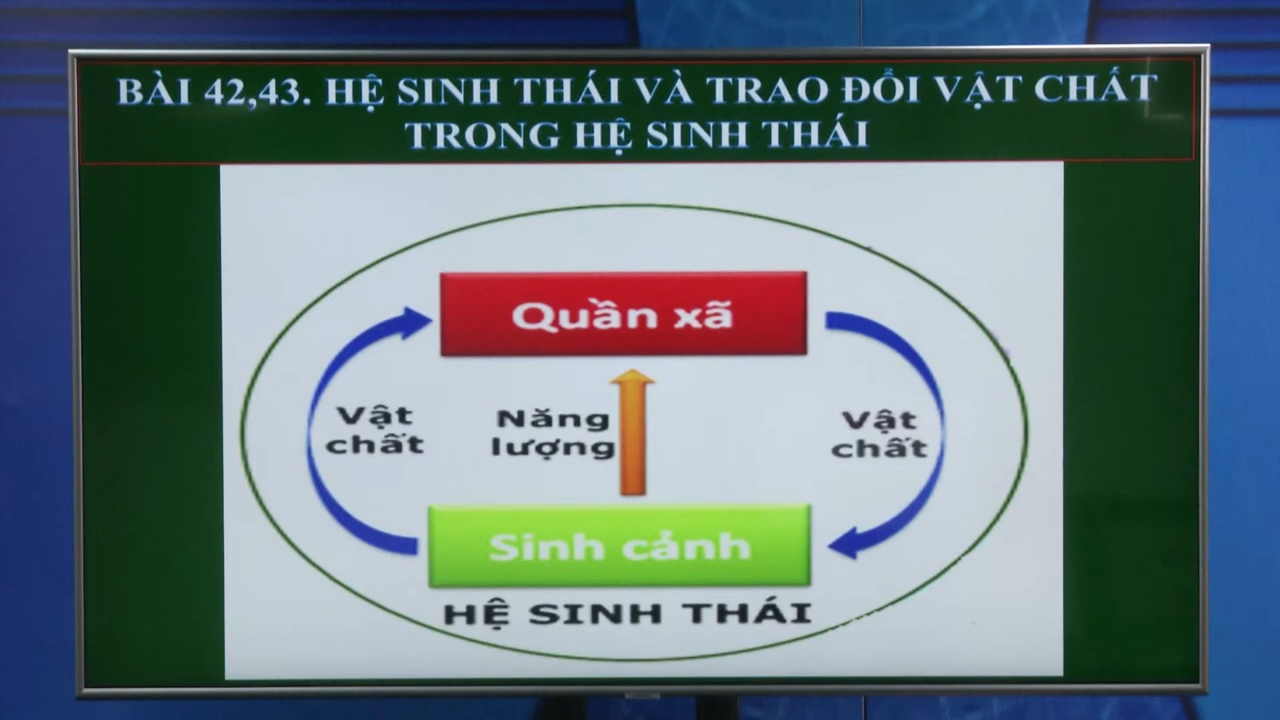 BÀI 42,43. HỆ SINH THÁI VÀ TRAO ĐỔI VẬT CHẤT
TRONG HỆ SINH THÁI
Quần xã
Vật
chất
Năng
lượng
Vật
chất
Sinh cảnh
HỆ SINH THÁI